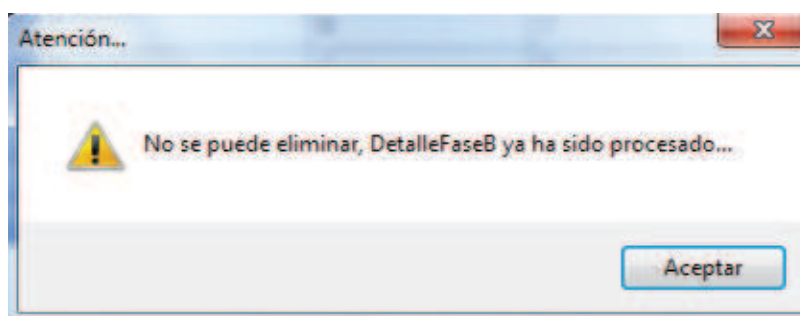 Atención...
No se puede eliminar, DetalleFaseB ya ha sido procesado...
Aceptar